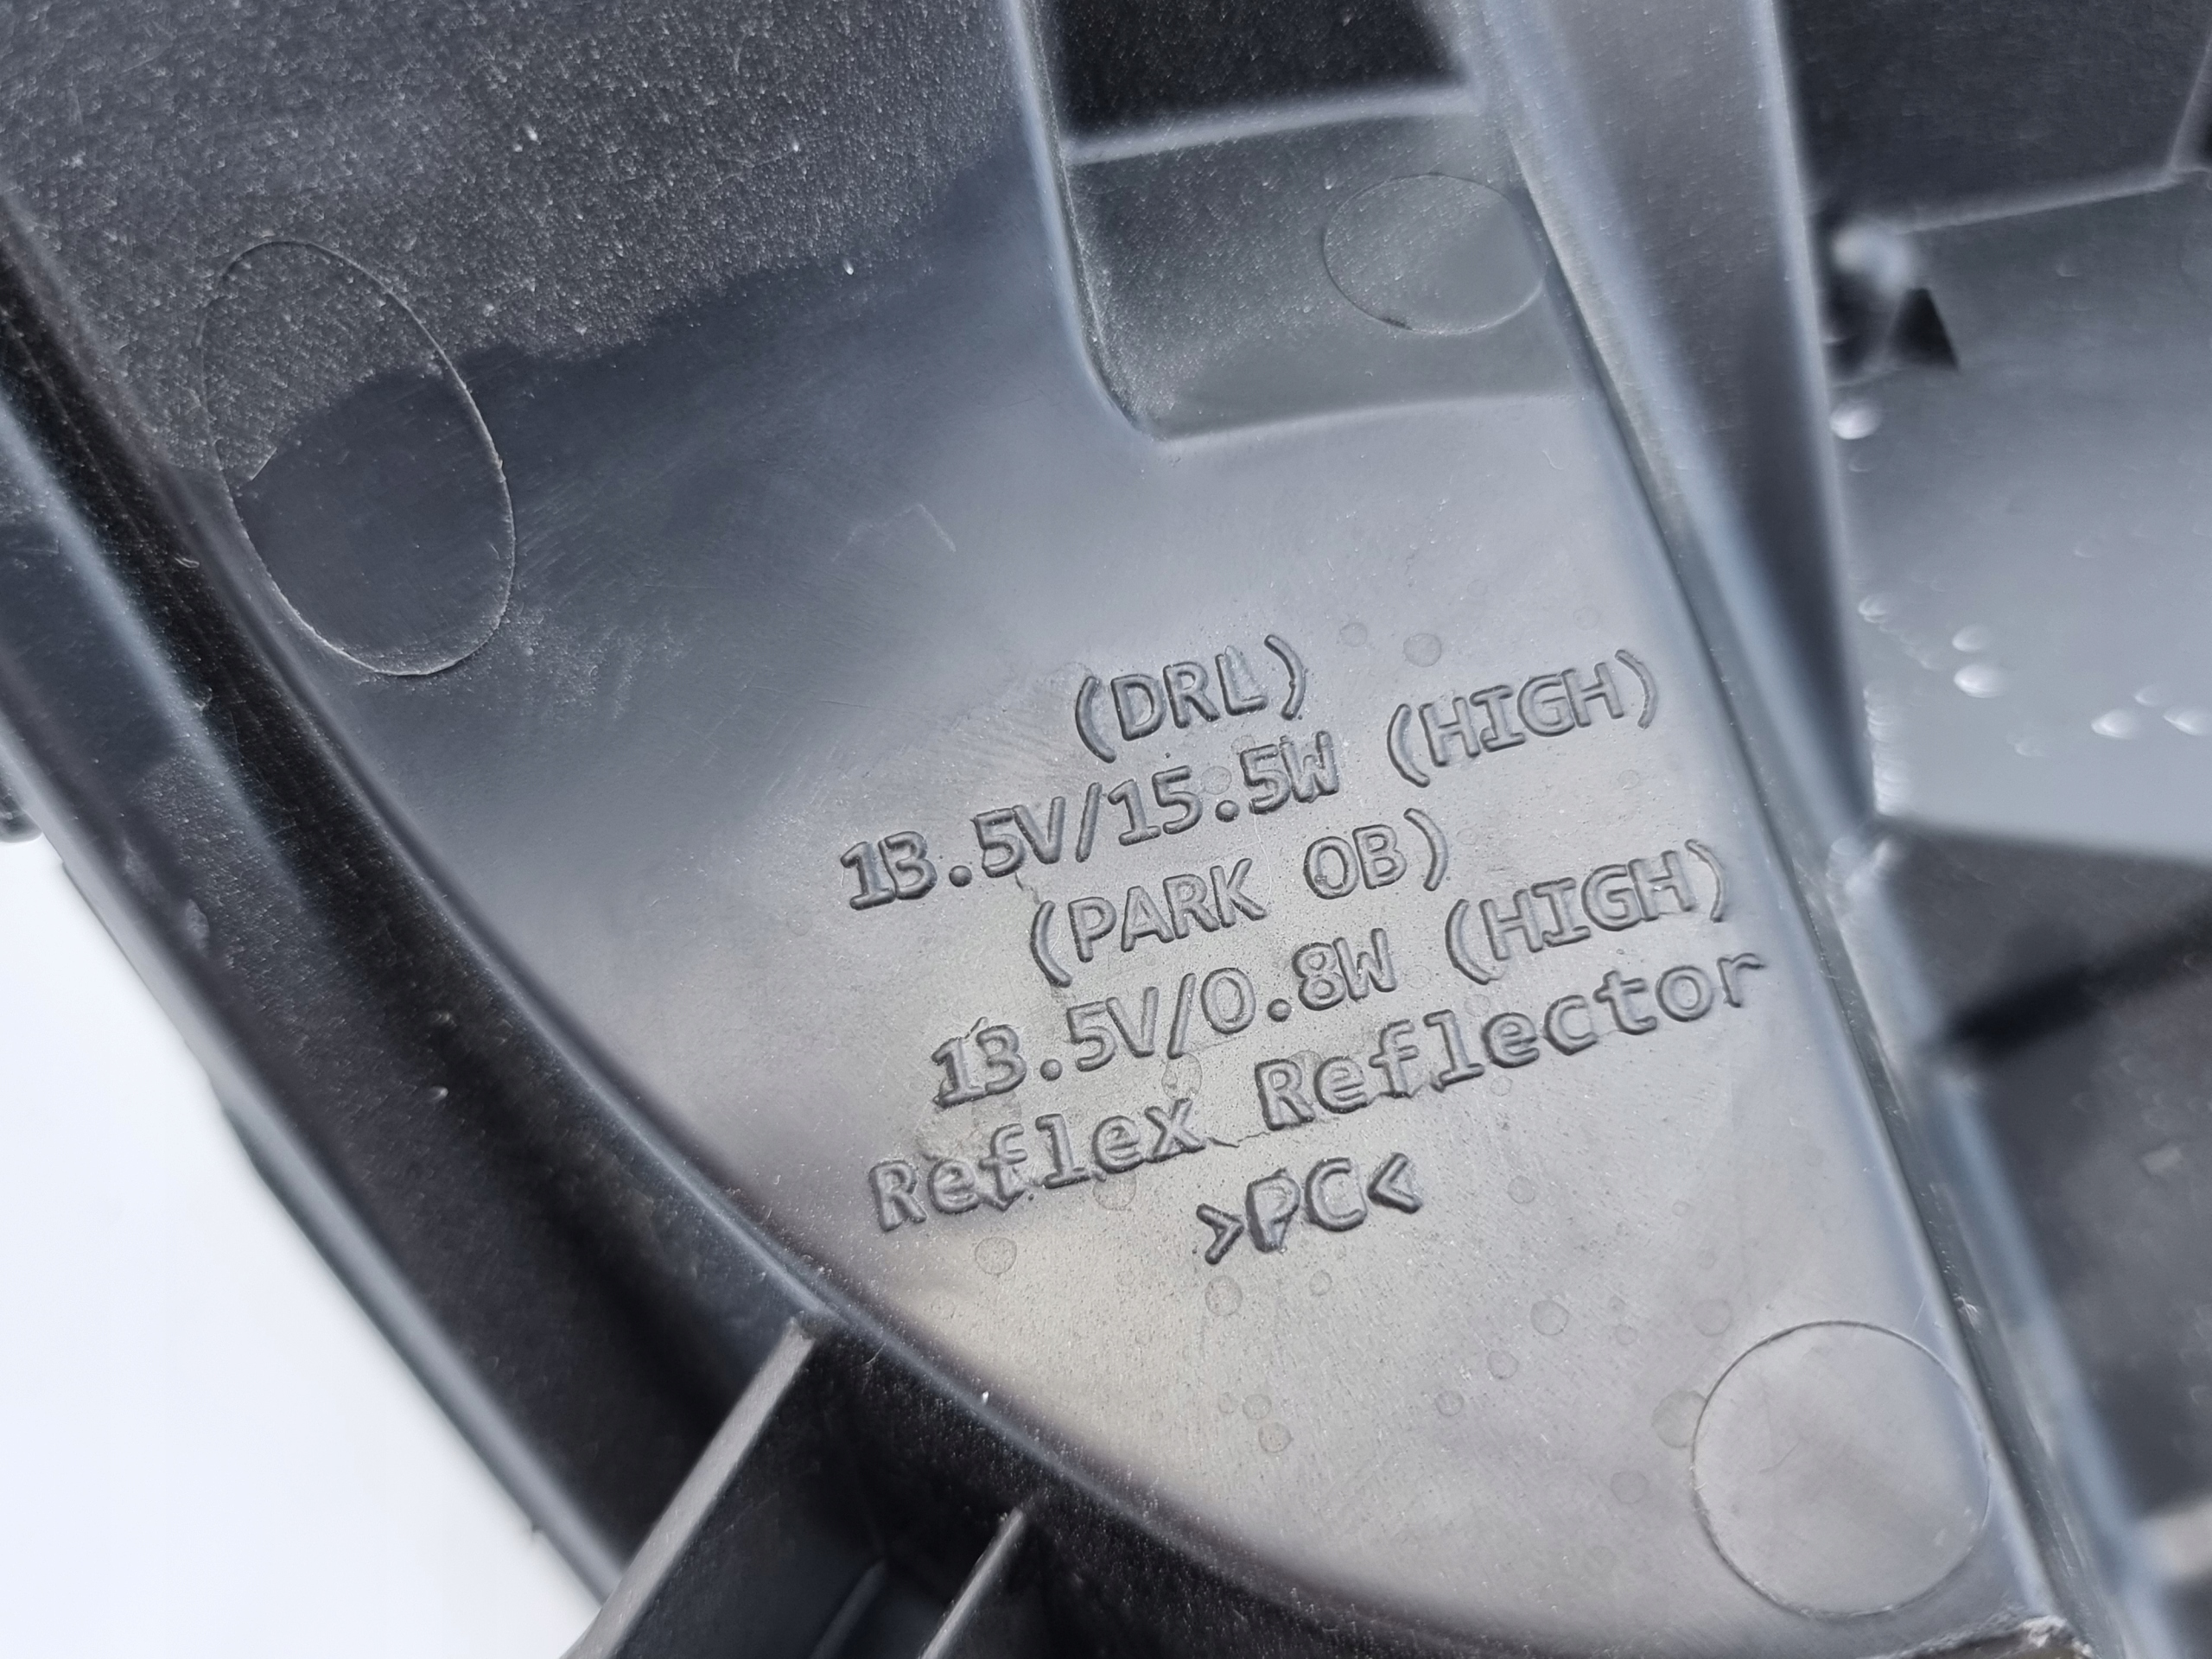 (DRL)
13.5V/15.5W (HIGH)
(PARK OB)
13.5V/0.8W (HIGH)
Reflex Reflector
>PC<